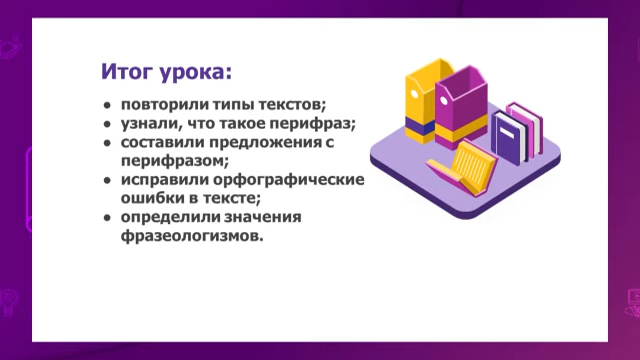 Итог урока:
● повторили типы текстов;
● узнали, что такое перифраз;
● составили предложения с
перифразом;
● исправили орфографические
ошибки в тексте;
● определили значения
фразеологизмов.